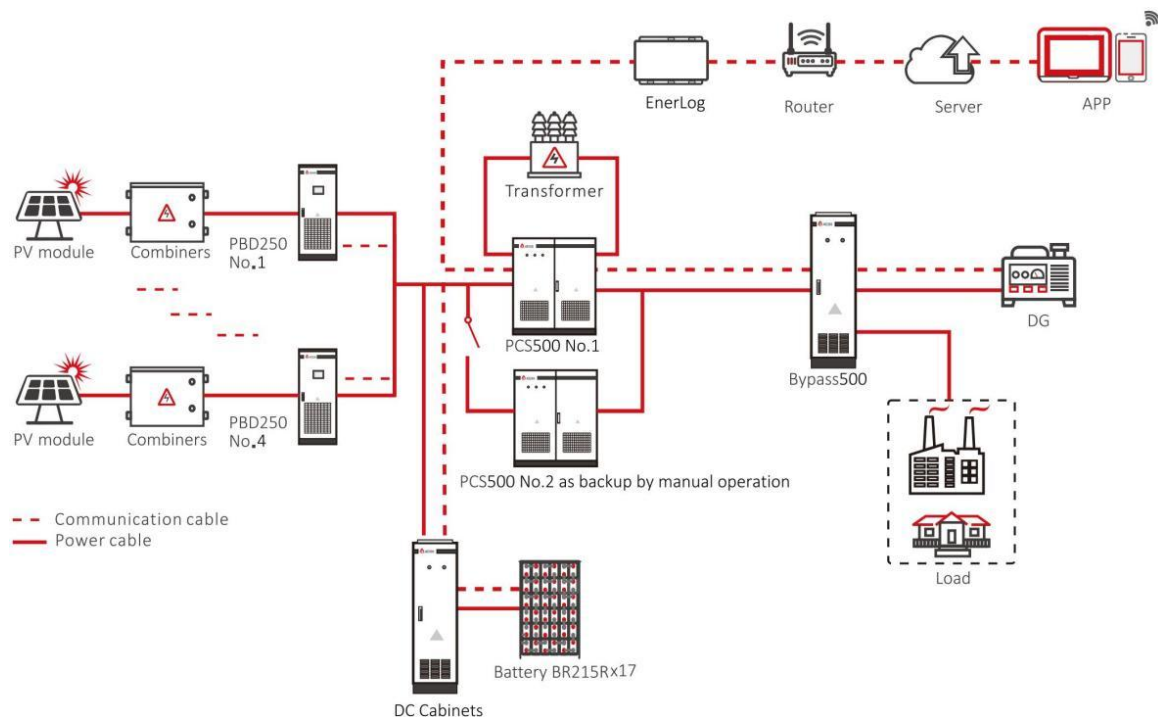 EnerLog
Router
Server
APP
Transformer
PV module
Combiners
PBD250
No.1
PCS500 No.1
Bypass500
DG
PV module
Combiners
PBD250
No.4
PCS500 No.2 as backup by manual operation
Communication cable
Power cable
Load
Battery BR215R×17
DC Cabinets